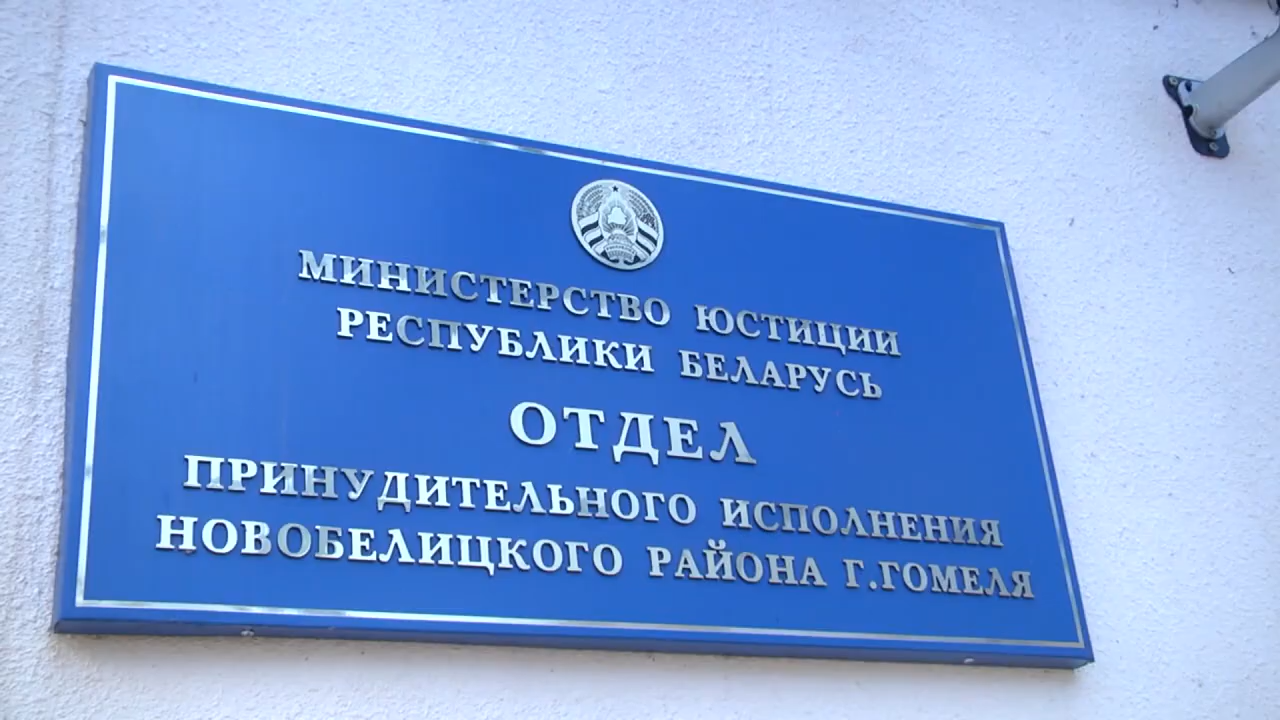 МИНИСТЕРСТВО ЮСТИЦИИ
РЕСПУБЛИКИ БЕЛАРУСЬ
ОТДЕЛ
ПРИНУДИТЕЛЬНОГО ИСПОЛНЕНИЯ
НОВОБЕЛИЦКОГО РАЙОНА Г.ГОМЕЛЯ